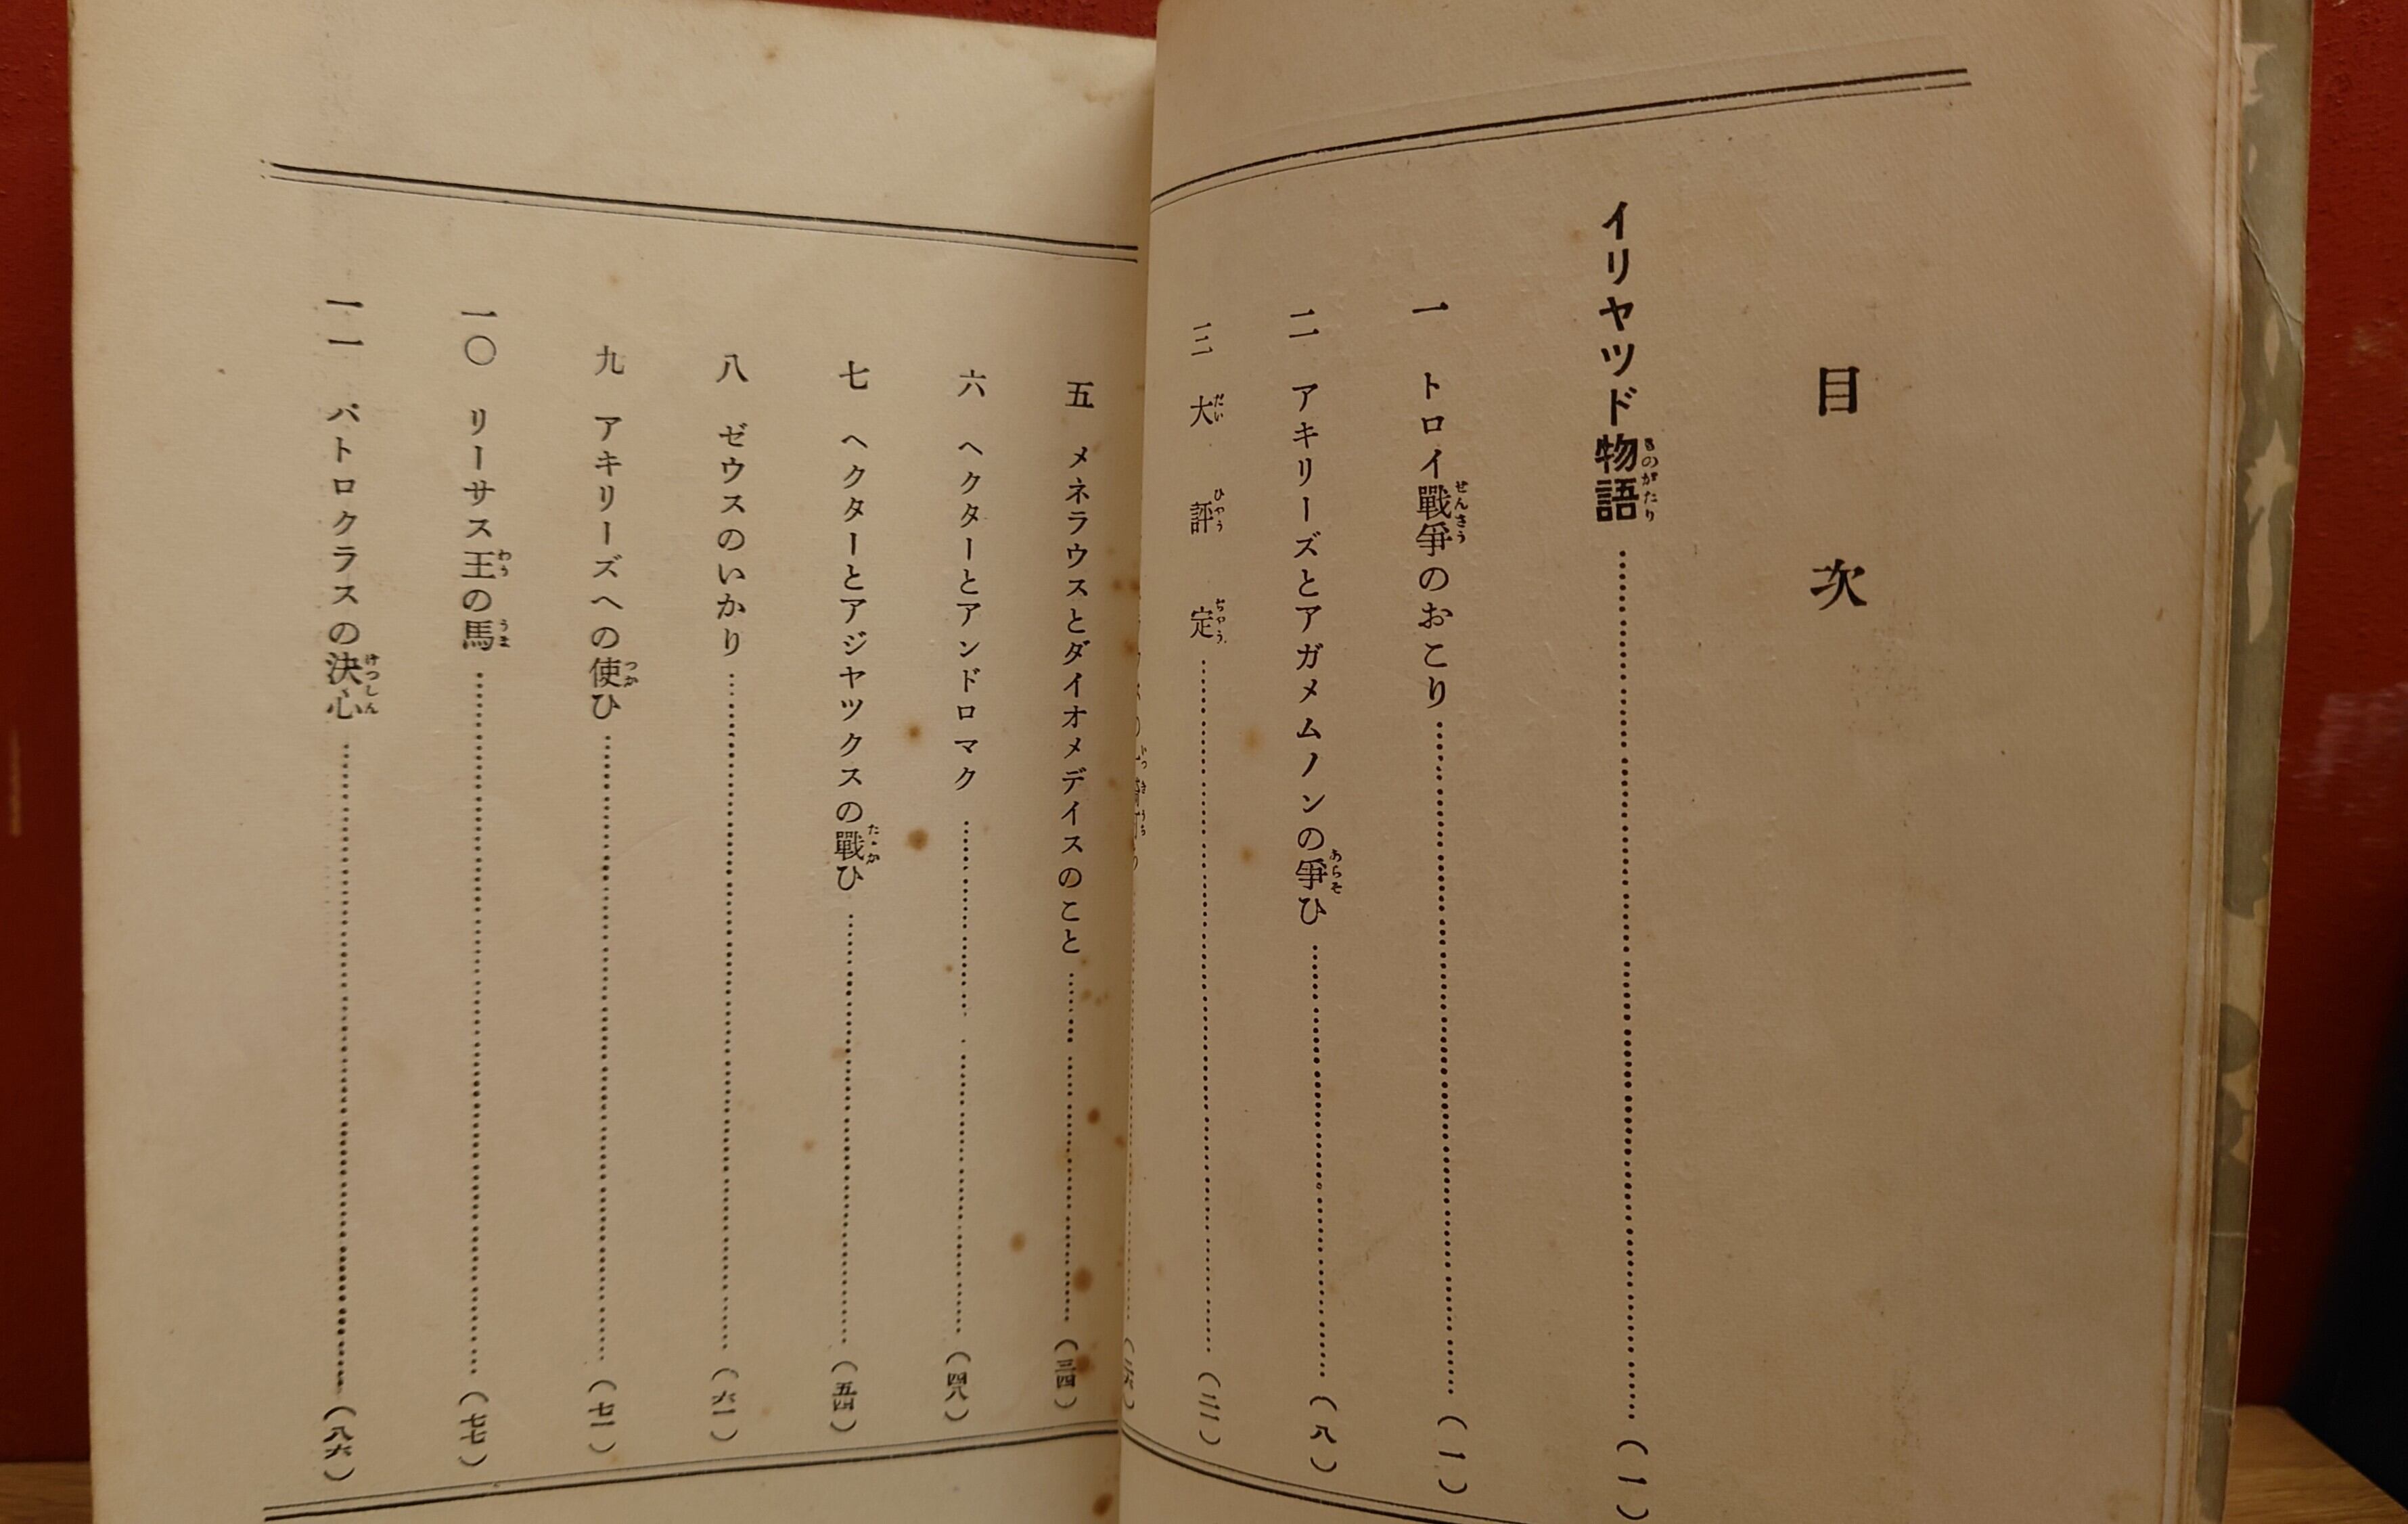 目次
イリヤツド物語……(一)
一 トロイ戰爭のおこり……(一)
二 アキリーズとアガメムノンの爭ひ……(八)
三 大評定……
五 メネラウスとダイオメデイスのこと……(三四)
六 ヘクターとアンドロマク……(四八)
七 ヘクターとアジヤツクスの戰ひ……(五四)
八 ゼウスのいかり……(六一)
九 アキリーズへの使ひ……(七一)
一〇 リーサス王の馬……(七七)
一一 パトロクラスの決心……(八六)